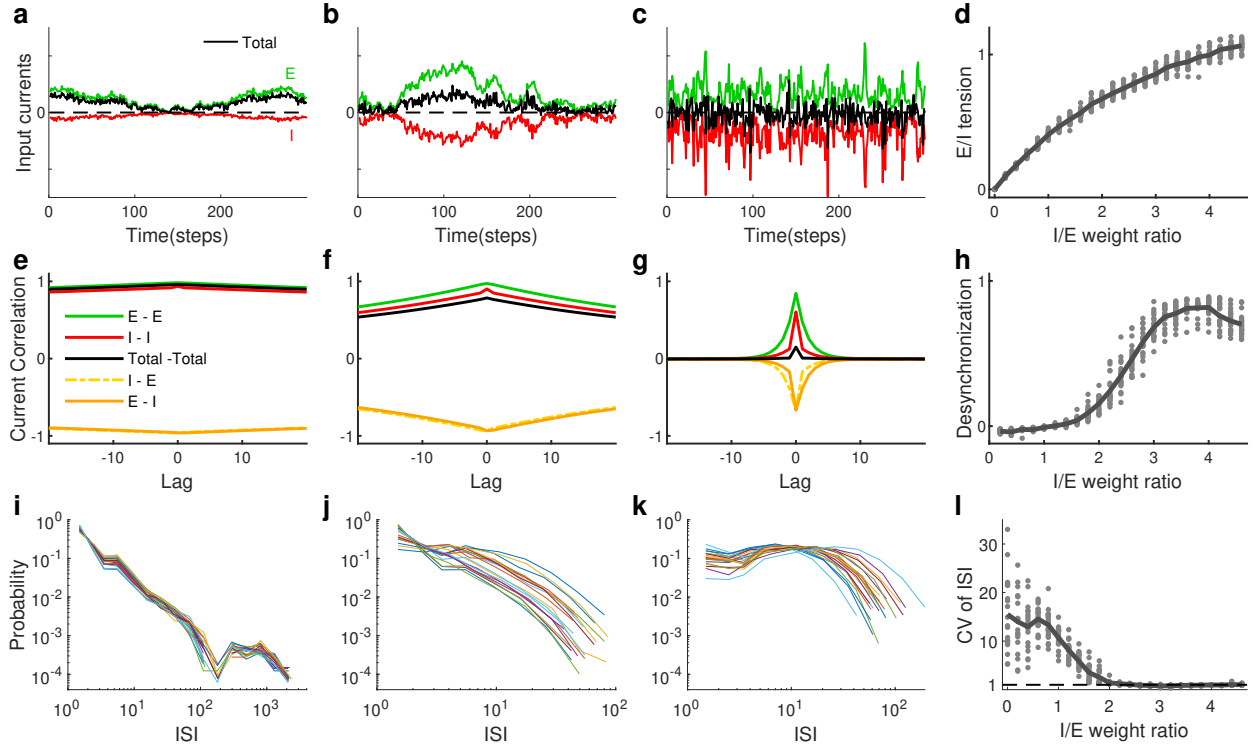 a
b
c
d
Input currents
0
Total
E
I
0 100 200
Time(steps)
0 100 200
Time(steps)
0 100 200
Time(steps)
E/I tension
1
0
0 1 2 3 4
I/E weight ratio
e
f
g
h
Current Correlation
1
0
-1
E - E
I - I
Total -Total
I - E
E - I
-10 0 10
Lag
1
0
-1
-10 0 10
Lag
1
0
-1
-10 0 10
Lag
Desynchronization
1
0
0 1 2 3 4
I/E weight ratio
i
j
k
l
Probability
10^0
10^-1
10^-2
10^-3
10^-4
10^0 10^1 10^2 10^3
ISI
10^0
10^-1
10^-2
10^-3
10^-4
10^0 10^1 10^2
ISI
10^0
10^-1
10^-2
10^-3
10^-4
10^0 10^1 10^2
ISI
CV of ISI
30
20
10
1
0 1 2 3 4
I/E weight ratio